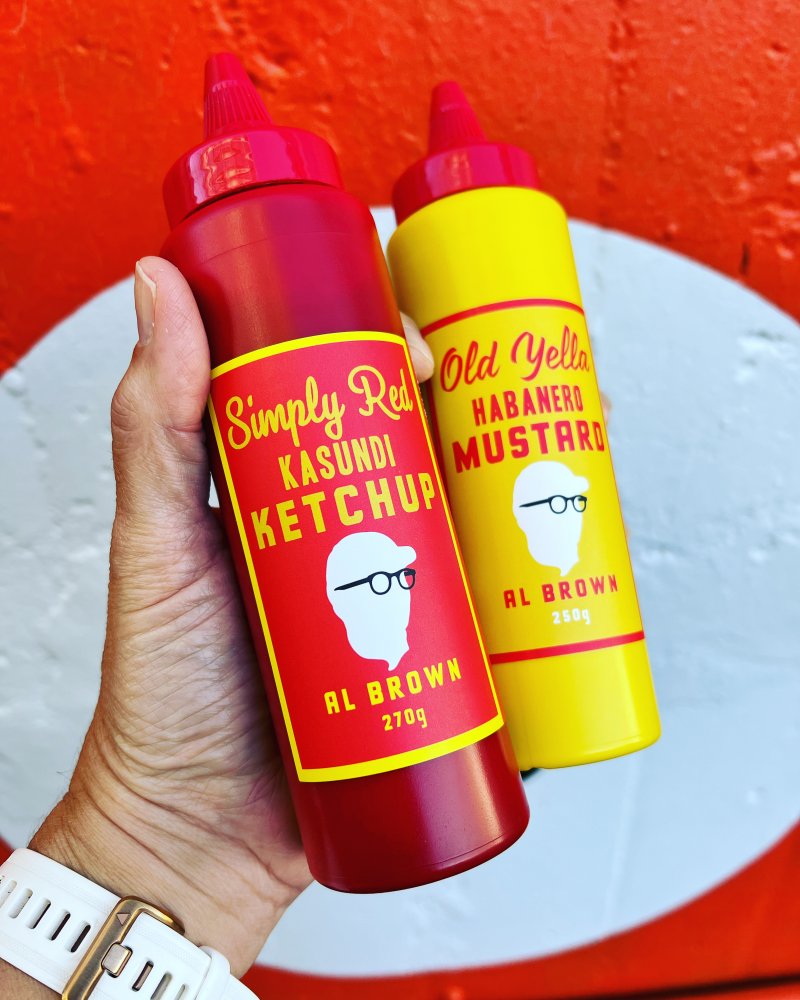 Simply Red
KASUNDI
KETCHUP
AL BROWN
270g
Old Yella
HABANERO
MUSTARD
AL BROWN
250g